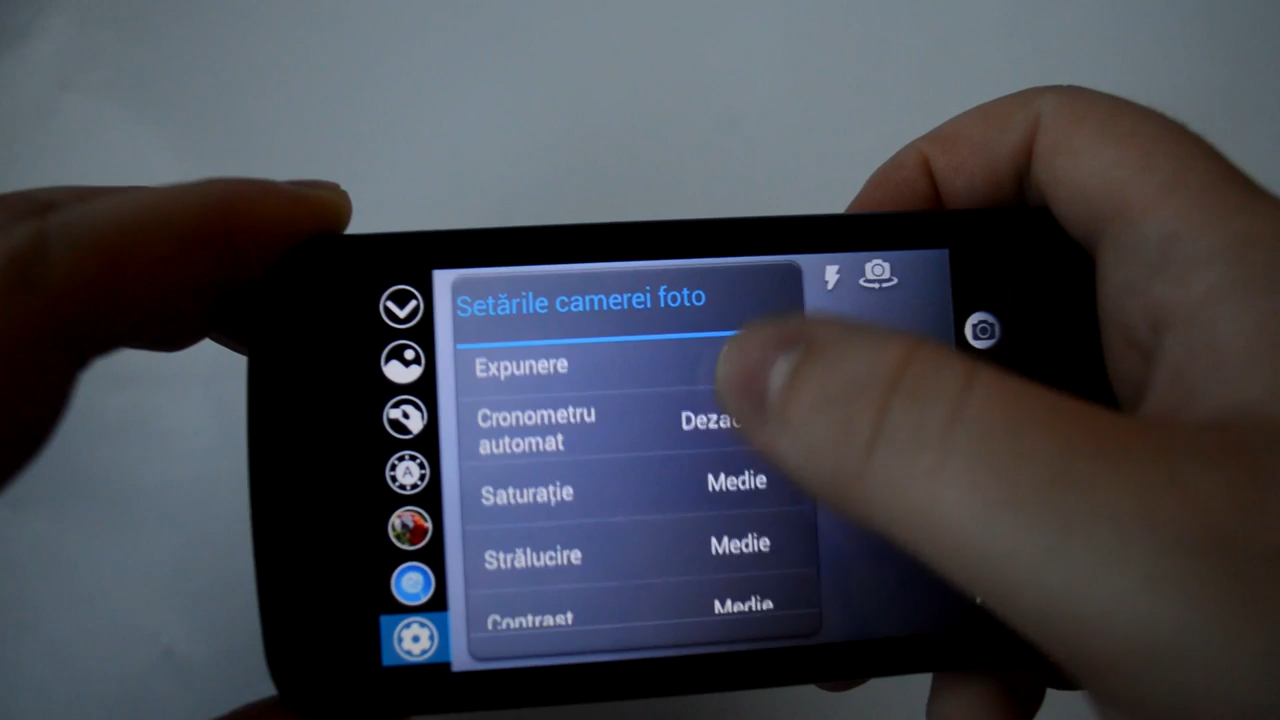 Setările camerei foto
Expunere
Cronometru
automat
Saturație Medie
Strălucire Medie
Contrast Medie